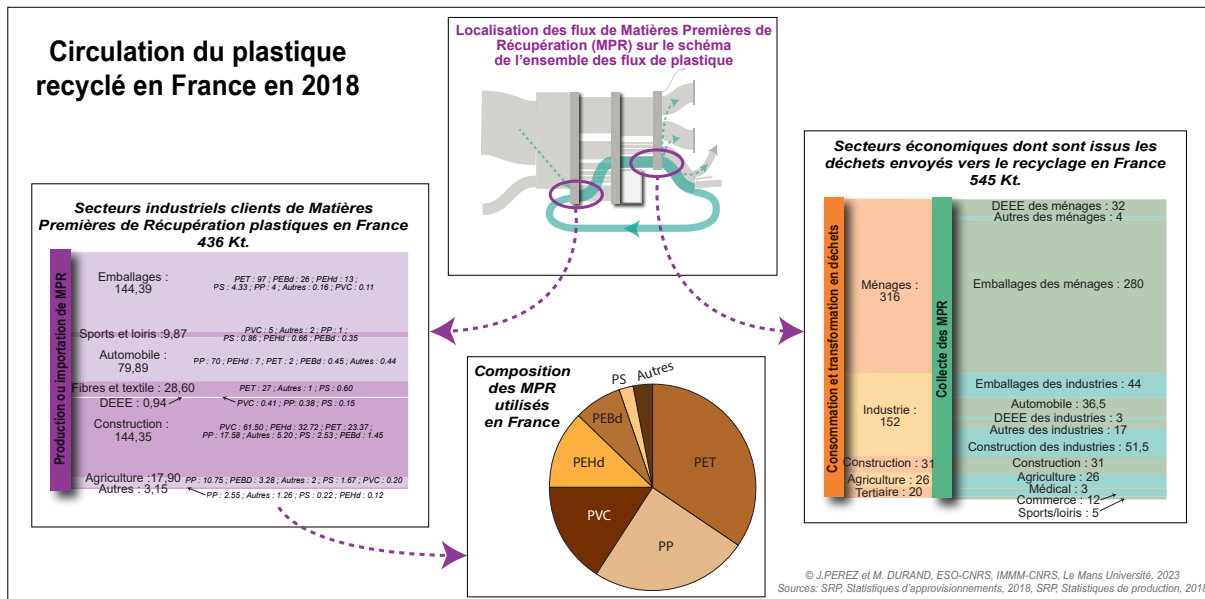 Circulation du plastique
recyclé en France en 2018
Localisation des flux de Matières Premières de
Récupération (MPR) sur le schéma
de l'ensemble des flux de plastique
Secteurs industriels clients de Matières
Premières de Récupération plastiques en France
436 Kt.
Production ou importation de MPR
Emballages :
144,39
PET : 97 ; PEBd : 26 ; PEHd : 13 ;
PS : 4.33 ; PP : 4 ; Autres : 0.16 ; PVC : 0.11
Sports et loiris :9,87
PVC : 5 ; Autres : 2 ; PP : 1 ;
PS : 0.86 ; PEHd : 0.66 ; PEBd : 0.35
Automobile :
79,89
PP : 70 ; PEHd : 7 ; PET : 2 ; PEBd : 0.45 ; Autres : 0.44
Fibres et textile : 28,60
PET : 27 ; Autres : 1 ; PS : 0.60
DEEE : 0,94
PVC : 0.41 ; PP: 0.38 ; PS : 0.15
Construction :
144,35
PVC : 61.50 ; PEHd : 32.72 ; PET : 23.37 ;
PP : 17.58 ; Autres : 5.20 ; PS : 2.53 ; PEBd : 1.45
Agriculture :17,90
PP : 10.75 ; PEBD : 3.28 ; Autres : 2 ; PS : 1.67 ; PVC : 0.20
Autres : 3,15
PP : 2.55 ; Autres : 1.26 ; PS : 0.22 ; PEHd : 0.12
Composition
des MPR
utilisés
en France
PS
Autres
PEBd
PEHd
PET
PVC
PP
Secteurs économiques dont sont issus les
déchets envoyés vers le recyclage en France
545 Kt.
Consommation et transformation en déchets
Collecte des MPR
Ménages :
316
Industrie :
152
Construction : 31
Agriculture : 26
Tertiaire : 20
DEEE des ménages : 32
Autres des ménages : 4
Emballages des ménages : 280
Emballages des industries : 44
Automobile : 36,5
DEEE des industries : 3
Autres des industries : 17
Construction des industries : 51,5
Construction : 31
Agriculture : 26
Médical : 3
Commerce : 12
Sports/loiris : 5
© J.PEREZ et M. DURAND, ESO-CNRS, IMMM-CNRS, Le Mans Université, 2023
Sources: SRP, Statistiques d'approvisionnements, 2018, SRP, Statistiques de production, 2018